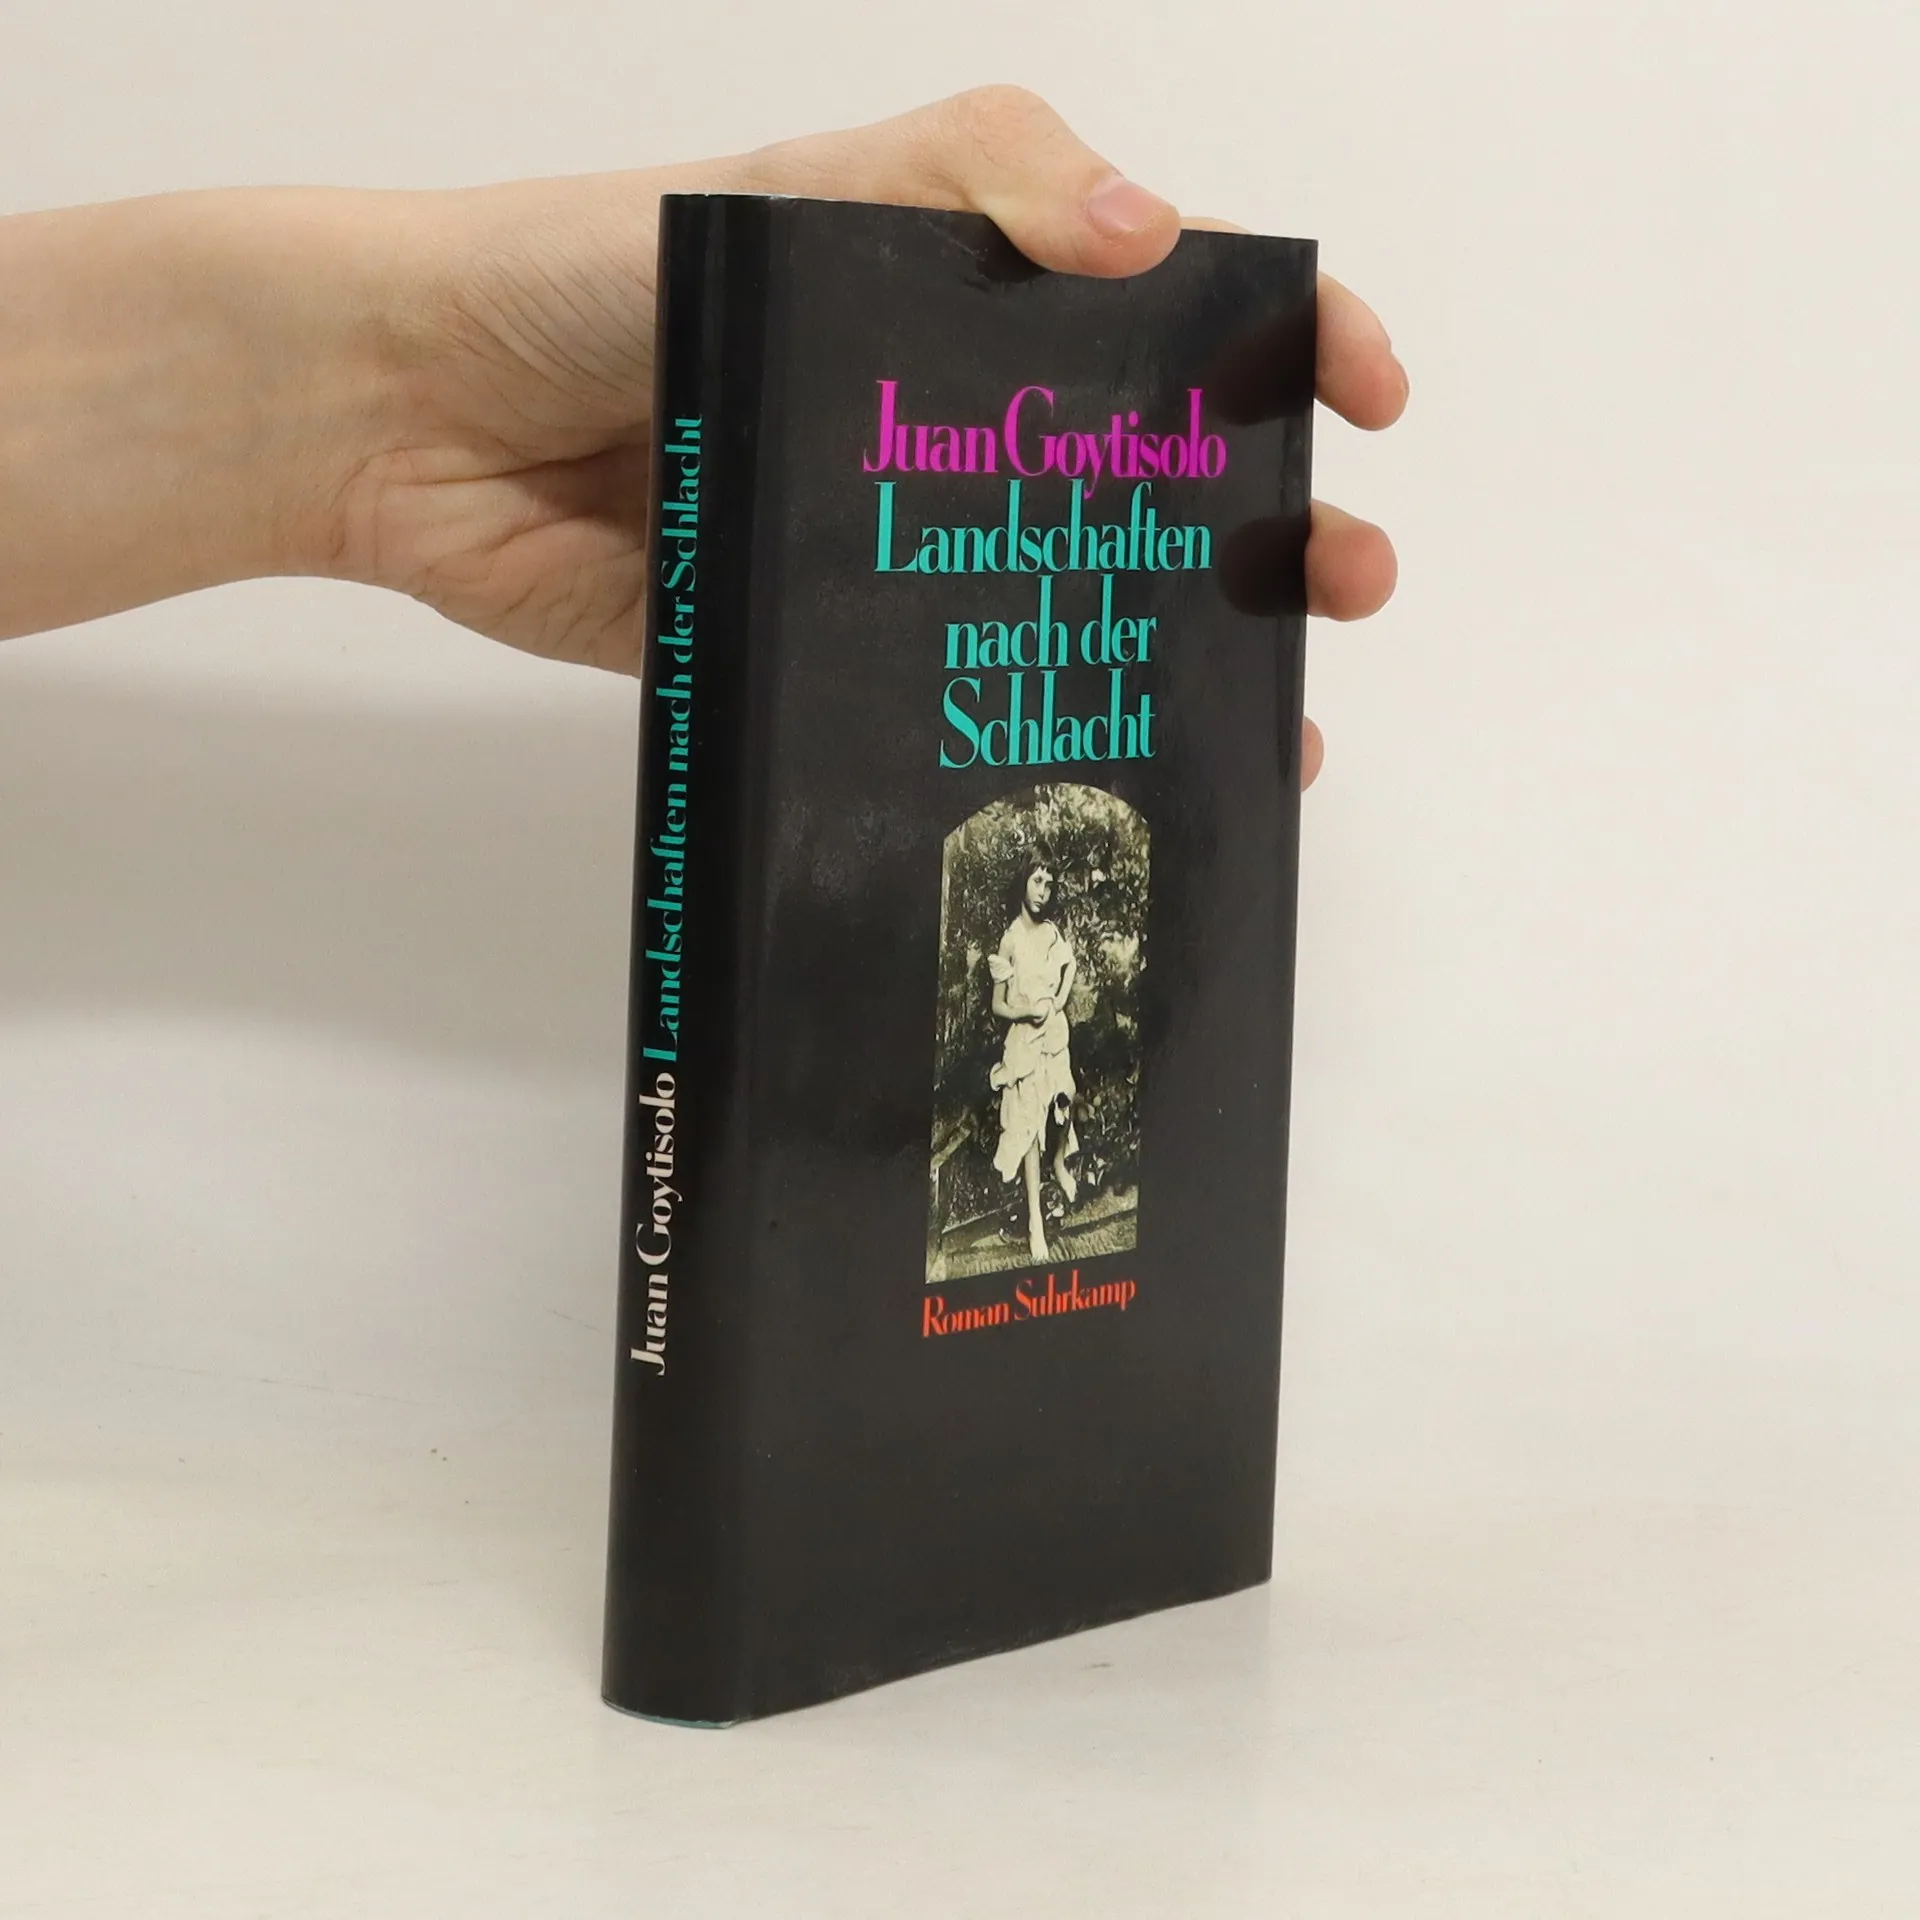 Juan Goytisolo Landschaften nach der Schlacht
Juan Goytisolo
Landschaften
nach der
Schlacht
Roman Suhrkamp